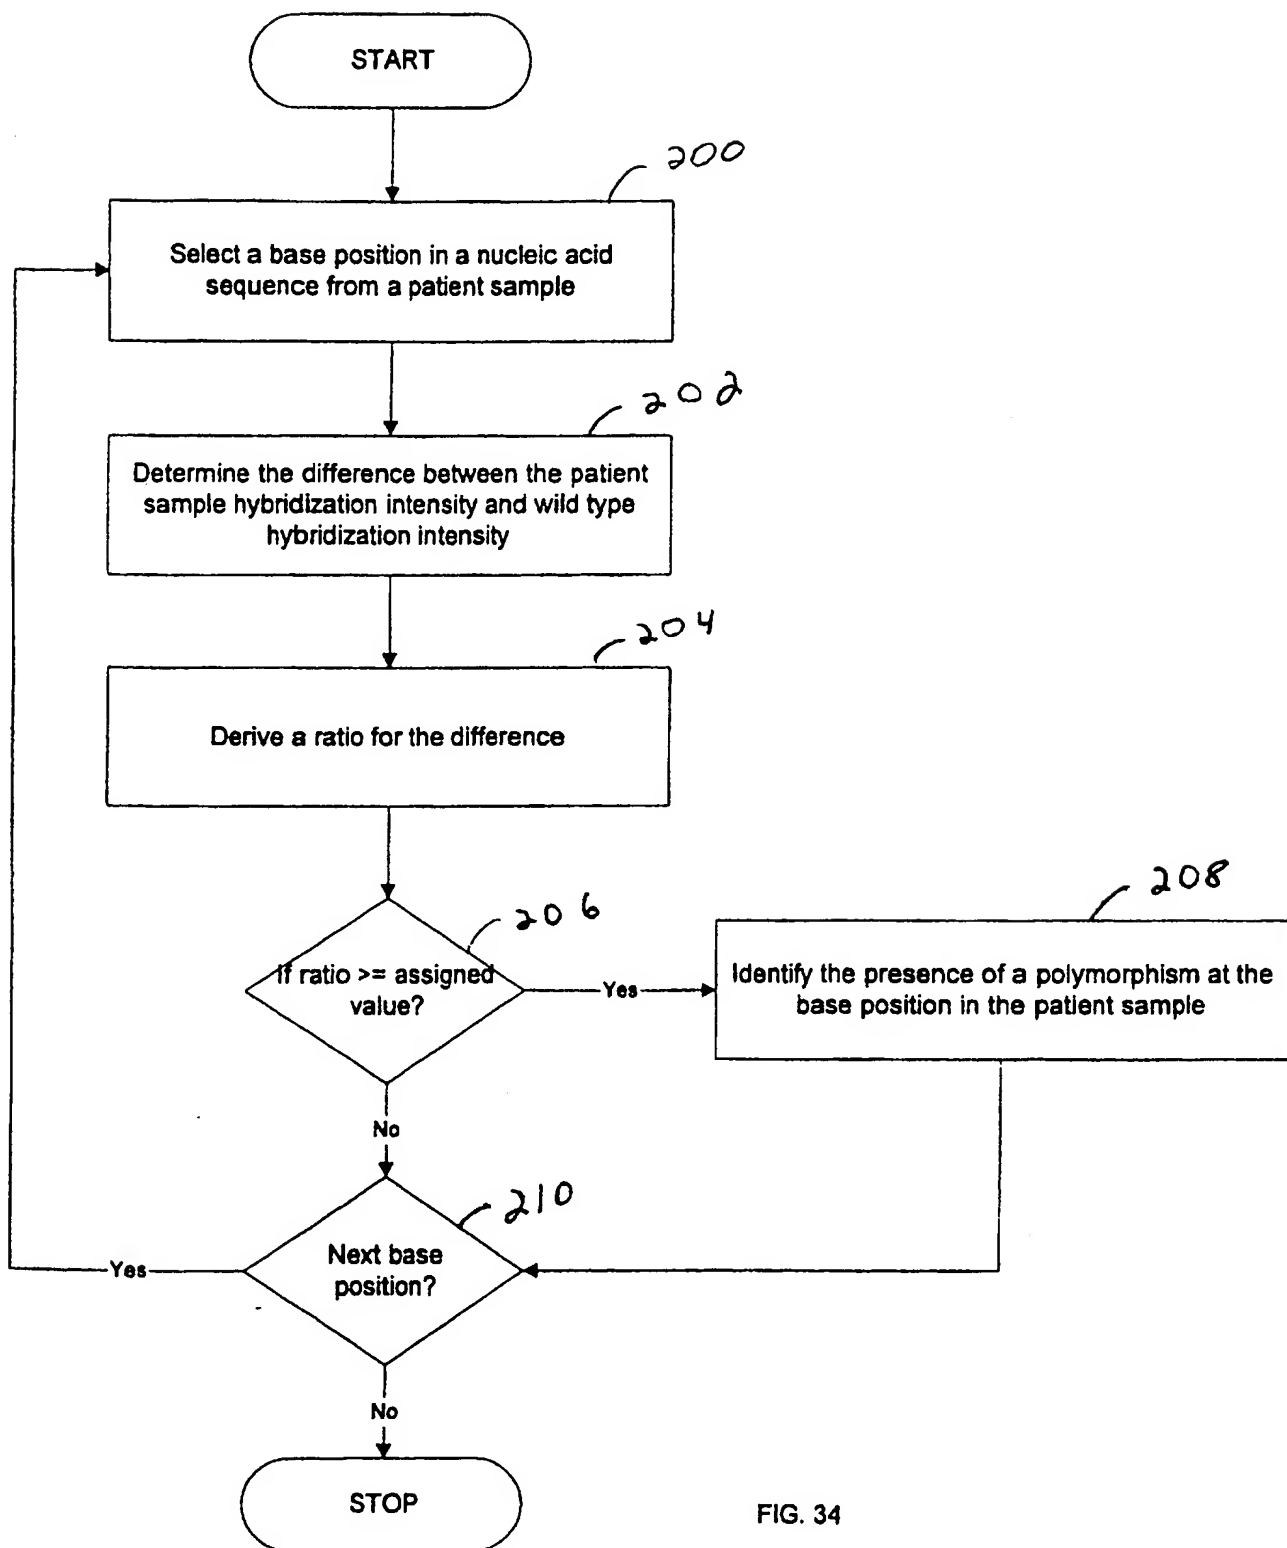 START
200
Select a base position in a nucleic acid
sequence from a patient sample
202
Determine the difference between the patient
sample hybridization intensity and wild type
hybridization intensity
204
Derive a ratio for the difference
206
If ratio >= assigned
value?
Yes
208
Identify the presence of a polymorphism at the
base position in the patient sample
No
210
Next base
position?
Yes
No
STOP
FIG. 34